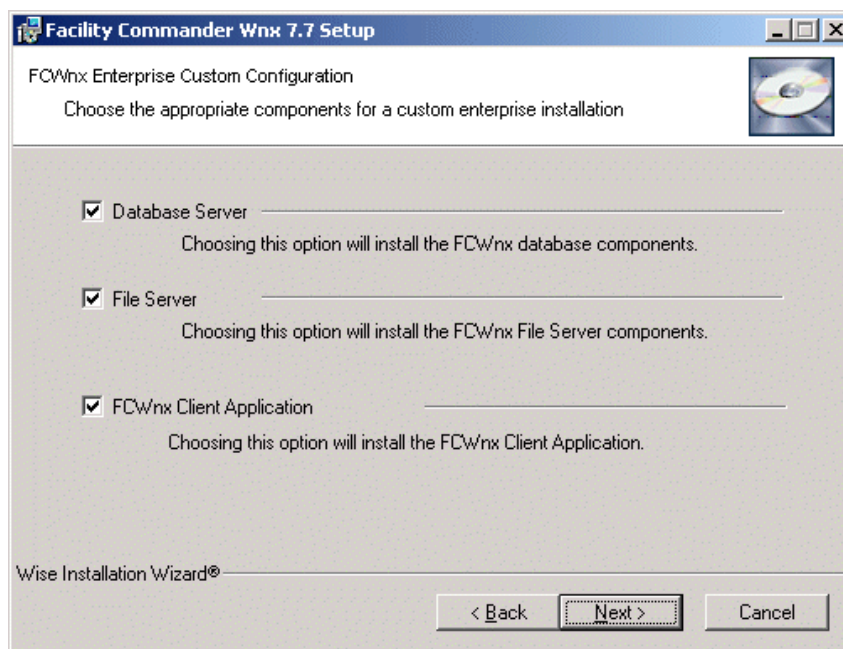 Facility Commander Wnx 7.7 Setup
FCWnx Enterprise Custom Configuration
Choose the appropriate components for a custom enterprise installation
Database Server
Choosing this option will install the FCWnx database components.
File Server
Choosing this option will install the FCWnx File Server components.
FCWnx Client Application
Choosing this option will install the FCWnx Client Application.
Wise Installation Wizard®
< Back Next > Cancel